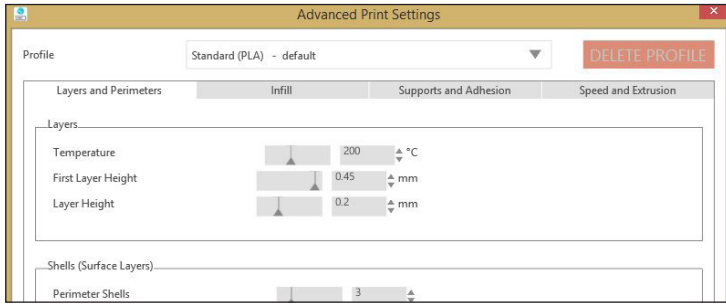 Advanced Print Settings
Profile Standard (PLA) - default DELETE PROFILE
Layers and Perimeters Infill Supports and Adhesion Speed and Extrusion
Layers
Temperature 200 °C
First Layer Height 0.45 mm
Layer Height 0.2 mm
Shells (Surface Layers)
Perimeter Shells 3